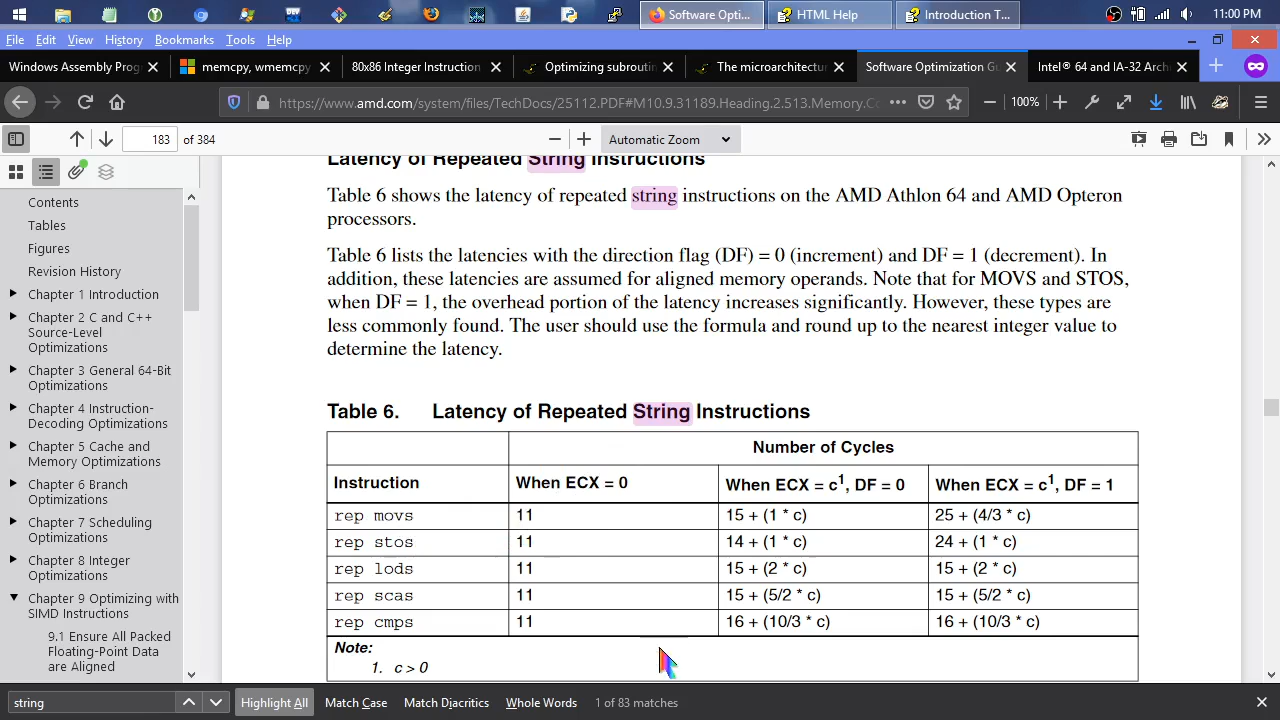 Software Opti...
HTML Help
Introduction T...
11:00 PM
File Edit View History Bookmarks Tools Help
Windows Assembly Prog
memcpy, wmemcpy
80x86 Integer Instruction
Optimizing subroutin
The microarchitectur
Software Optimization Gu
Intel® 64 and IA-32 Arch
https://www.amd.com/system/files/TechDocs/25112.PDF#M10.9.31189.Heading.2.513.Memory.Co
100%
183 of 384
Automatic Zoom
Contents
Tables
Figures
Revision History
Chapter 1 Introduction
Chapter 2 C and C++
Source-Level
Optimizations
Chapter 3 General 64-Bit
Optimizations
Chapter 4 Instruction-
Decoding Optimizations
Chapter 5 Cache and
Memory Optimizations
Chapter 6 Branch
Optimizations
Chapter 7 Scheduling
Optimizations
Chapter 8 Integer
Optimizations
Chapter 9 Optimizing with
SIMD Instructions
9.1 Ensure All Packed
Floating-Point Data
are Aligned
Latency of Repeated String Instructions
Table 6 shows the latency of repeated string instructions on the AMD Athlon 64 and AMD Opteron
processors.
Table 6 lists the latencies with the direction flag (DF) = 0 (increment) and DF = 1 (decrement). In
addition, these latencies are assumed for aligned memory operands. Note that for MOVS and STOS,
when DF = 1, the overhead portion of the latency increases significantly. However, these types are
less commonly found. The user should use the formula and round up to the nearest integer value to
determine the latency.
Table 6. Latency of Repeated String Instructions
Number of Cycles
Instruction When ECX = 0 When ECX = c1, DF = 0 When ECX = c1, DF = 1
rep movs 11 15 + (1 * c) 25 + (4/3 * c)
rep stos 11 14 + (1 * c) 24 + (1 * c)
rep lods 11 15 + (2 * c) 15 + (2 * c)
rep scas 11 15 + (5/2 * c) 15 + (5/2 * c)
rep cmps 11 16 + (10/3 * c) 16 + (10/3 * c)
Note:
1. c > 0
string
Highlight All Match Case Match Diacritics Whole Words 1 of 83 matches